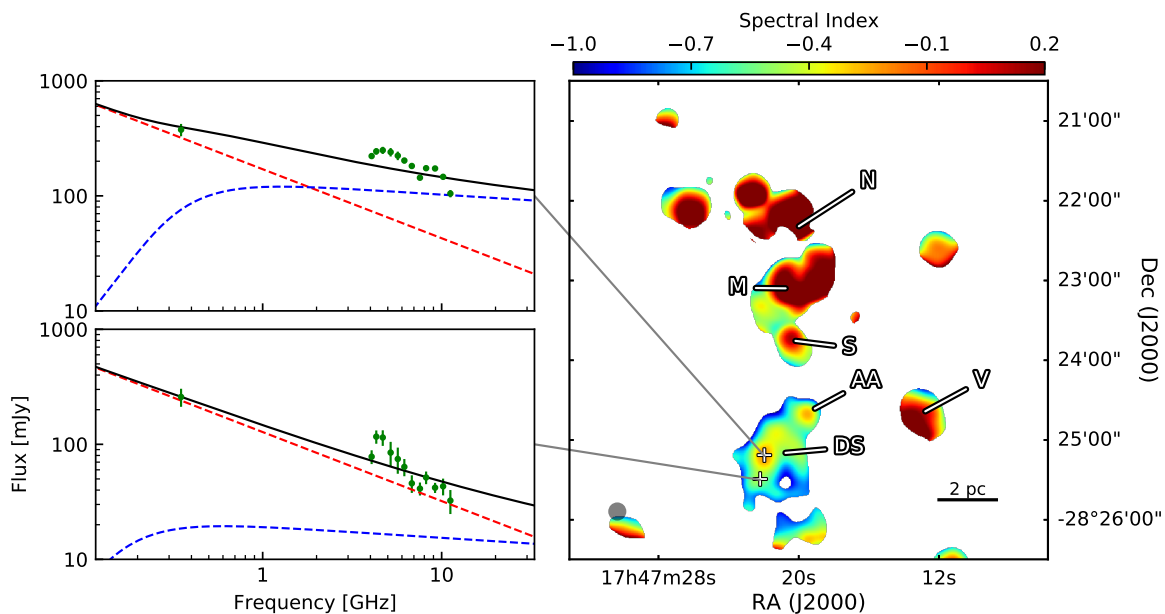 Spectral Index
−1.0 −0.7 −0.4 −0.1 0.2
1000
100
10
1000
100
10
1 10
Flux [mJy]
Frequency [GHz]
N
M
S
AA
V
DS
2 pc
21'00"
22'00"
23'00"
24'00"
25'00"
-28°26'00"
Dec (J2000)
17h47m28s 20s 12s
RA (J2000)